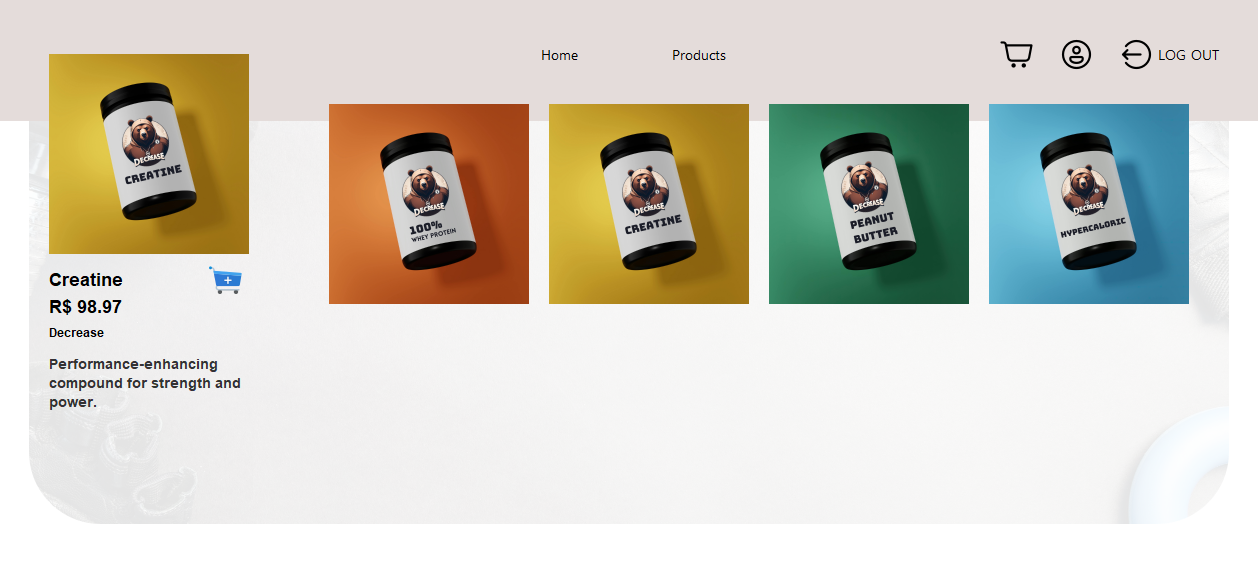 Home
Products
LOG OUT
DECREASE
CREATINE
Creatine
R$ 98.97
Decrease
Performance-enhancing
compound for strength and
power.
DECREASE
100%
WHEY PROTEIN
DECREASE
CREATINE
DECREASE
PEANUT
BUTTER
DECREASE
HYPERCALORIC